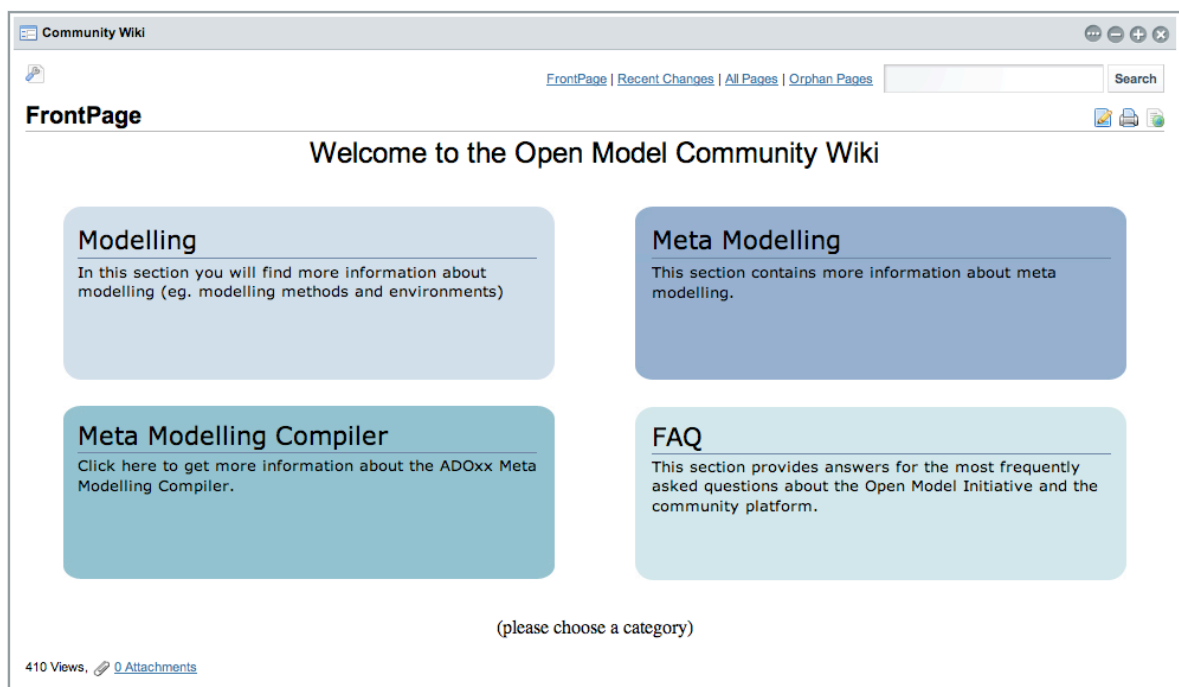 Community Wiki
FrontPage | Recent Changes | All Pages | Orphan Pages
Search
FrontPage
Welcome to the Open Model Community Wiki
Modelling
In this section you will find more information about
modelling (eg. modelling methods and environments)
Meta Modelling
This section contains more information about meta
modelling.
Meta Modelling Compiler
Click here to get more information about the ADOxx Meta
Modelling Compiler.
FAQ
This section provides answers for the most frequently
asked questions about the Open Model Initiative and the
community platform.
(please choose a category)
410 Views, 0 Attachments